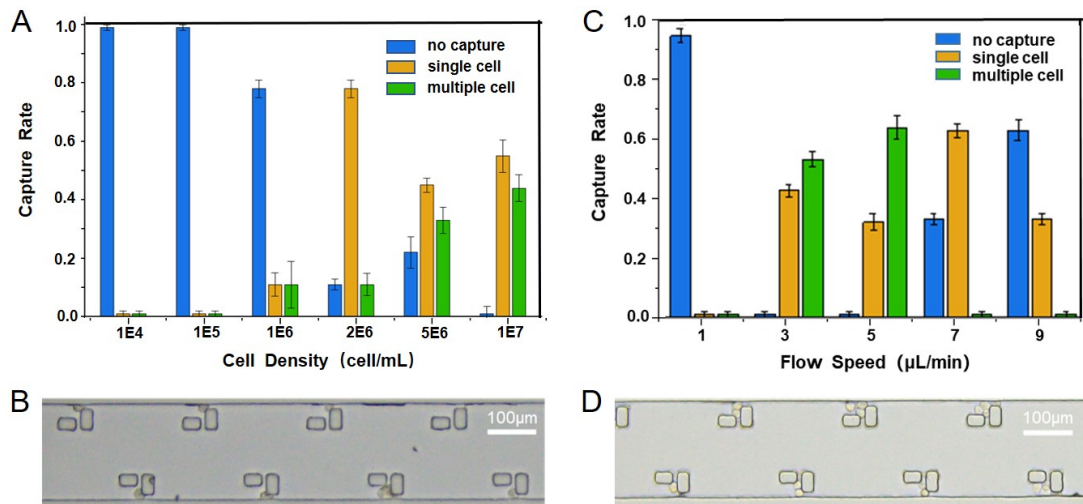 A
Capture Rate
1.0
0.8
0.6
0.4
0.2
0.0
no capture
single cell
multiple cell
1E4 1E5 1E6 2E6 5E6 1E7
Cell Density (cell/mL)
C
Capture Rate
1.0
0.8
0.6
0.4
0.2
0.0
no capture
single cell
multiple cell
1 3 5 7 9
Flow Speed (μL/min)
B
100μm
D
100μm